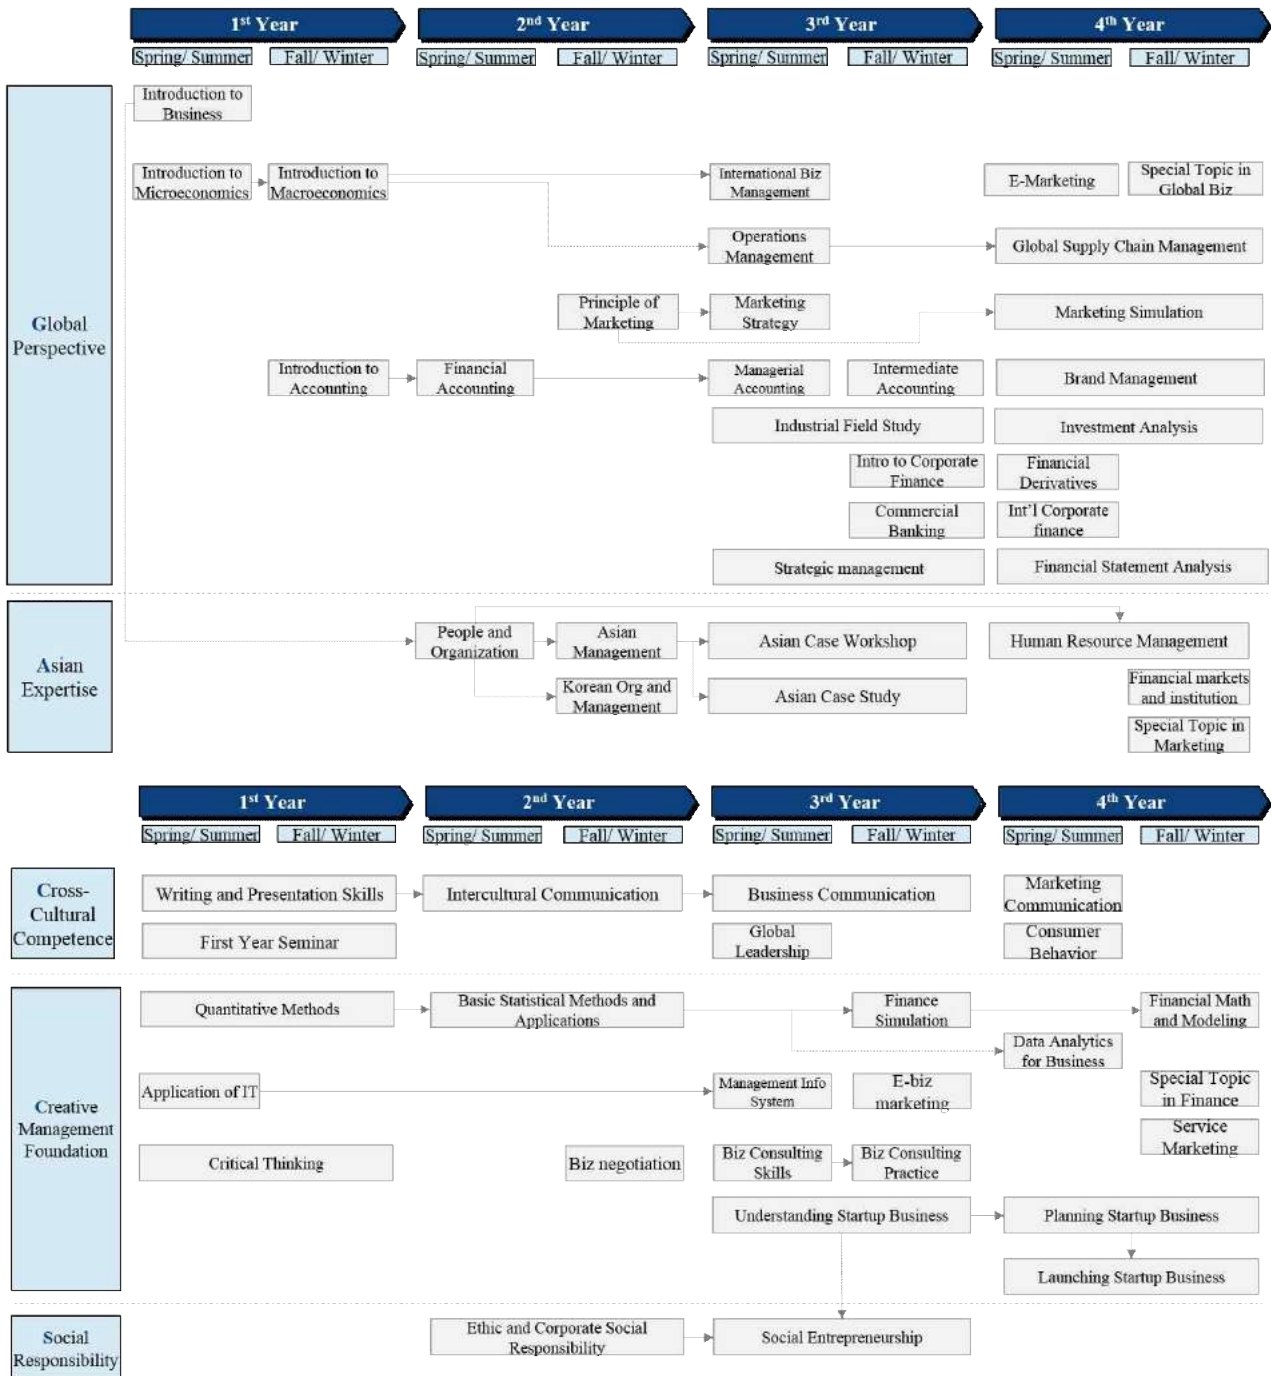 1st Year
2nd Year
3rd Year
4th Year
Spring/ Summer
Fall/ Winter
Spring/ Summer
Fall/ Winter
Spring/ Summer
Fall/ Winter
Spring/ Summer
Fall/ Winter
Global
Perspective
Introduction to
Business
Introduction to
Microeconomics
Introduction to
Macroeconomics
International Biz
Management
E-Marketing
Special Topic in
Global Biz
Operations
Management
Global Supply Chain Management
Principle of
Marketing
Marketing
Strategy
Marketing Simulation
Introduction to
Accounting
Financial
Accounting
Managerial
Accounting
Intermediate
Accounting
Brand Management
Industrial Field Study
Investment Analysis
Intro to Corporate
Finance
Financial
Derivatives
Commercial
Banking
Int'l Corporate
finance
Strategic management
Financial Statement Analysis
Asian
Expertise
People and
Organization
Asian
Management
Asian Case Workshop
Human Resource Management
Korean Org and
Management
Asian Case Study
Financial markets
and institution
Special Topic in
Marketing
1st Year
2nd Year
3rd Year
4th Year
Spring/ Summer
Fall/ Winter
Spring/ Summer
Fall/ Winter
Spring/ Summer
Fall/ Winter
Spring/ Summer
Fall/ Winter
Cross-
Cultural
Competence
Writing and Presentation Skills
Intercultural Communication
Business Communication
Marketing
Communication
First Year Seminar
Global
Leadership
Consumer
Behavior
Creative
Management
Foundation
Quantitative Methods
Basic Statistical Methods and
Applications
Finance
Simulation
Financial Math
and Modeling
Data Analytics
for Business
Application of IT
Management Info
System
E-biz
marketing
Special Topic
in Finance
Service
Marketing
Critical Thinking
Biz negotiation
Biz Consulting
Skills
Biz Consulting
Practice
Understanding Startup Business
Planning Startup Business
Launching Startup Business
Social
Responsibility
Ethic and Corporate Social
Responsibility
Social Entrepreneurship